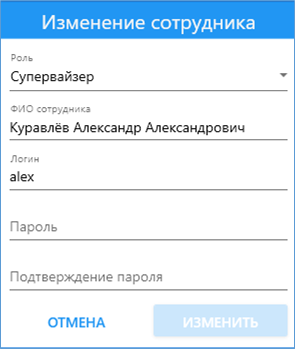 Изменение сотрудника
Роль
Супервайзер
ФИО сотрудника
Куравлёв Александр Александрович
Логин
alex
Пароль
Подтверждение пароля
ОТМЕНА ИЗМЕНИТЬ